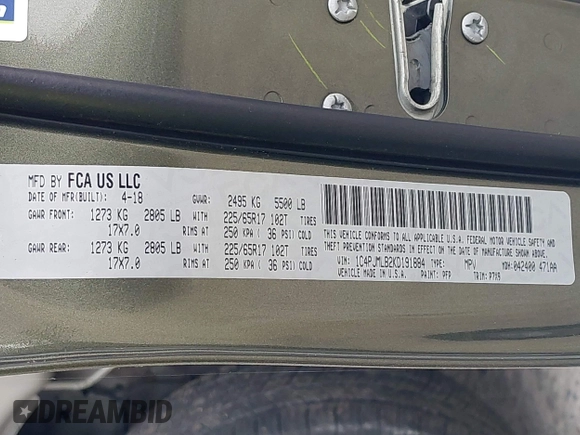 MFD BY FCA US LLC
DATE OF MFR(BUILT): 4-18 GVWR: 2495 KG 5500 LB
GAWR FRONT: 1273 KG 2805 LB WITH 225/65R17 102T TIRES
17X7.0 RIMS AT 250 KPA( 36 PSI)COLD
GAWR REAR: 1273 KG 2805 LB WITH 225/65R17 102T TIRES
17X7.0 RIMS AT 250 KPA( 36 PSI)COLD
THIS VEHICLE CONFORMS TO ALL APPLICABLE U.S.A. FEDERAL MOTOR VEHICLE SAFETY AND
THEFT PREVENTION STANDARDS IN EFFECT ON THE DATE OF MANUFACTURE SHOWN ABOVE.
VIN: 1C4PJMLB2KD191884 TYPE: MPV MDH: 042400 471AA
VEHICLE MADE IN U.S.A. PAINT: PFP TRIM: P7X9
DREAMBID